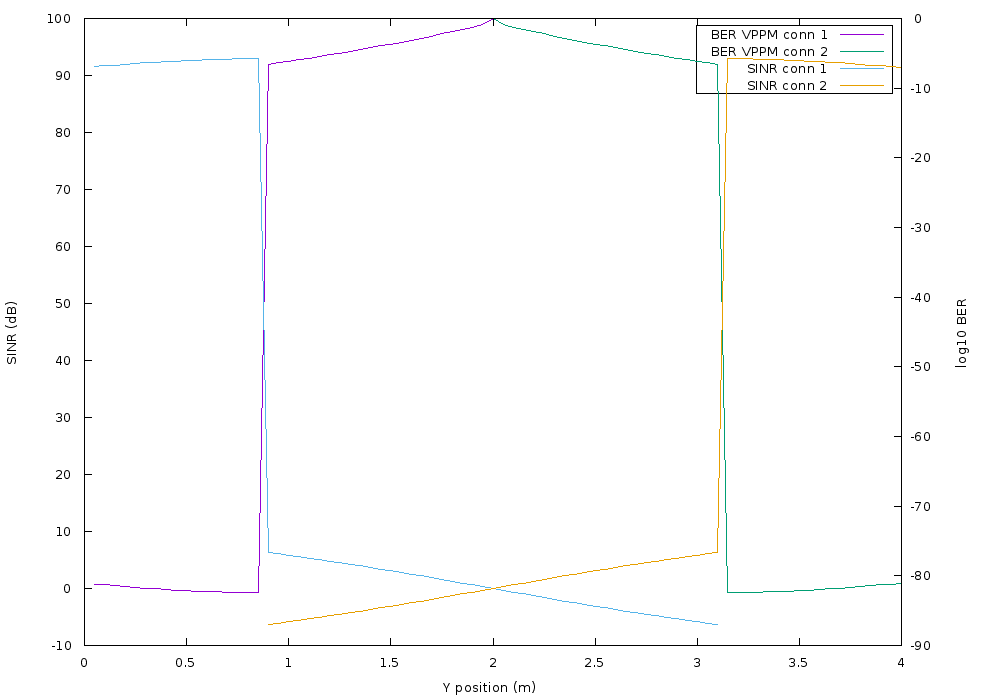 100
90
80
70
60
50
40
30
20
10
0
-10
SINR (dB)
0
-10
-20
-30
-40
-50
-60
-70
-80
-90
log10 BER
BER VPPM conn 1
BER VPPM conn 2
SINR conn 1
SINR conn 2
0 0.5 1 1.5 2 2.5 3 3.5 4
Y position (m)